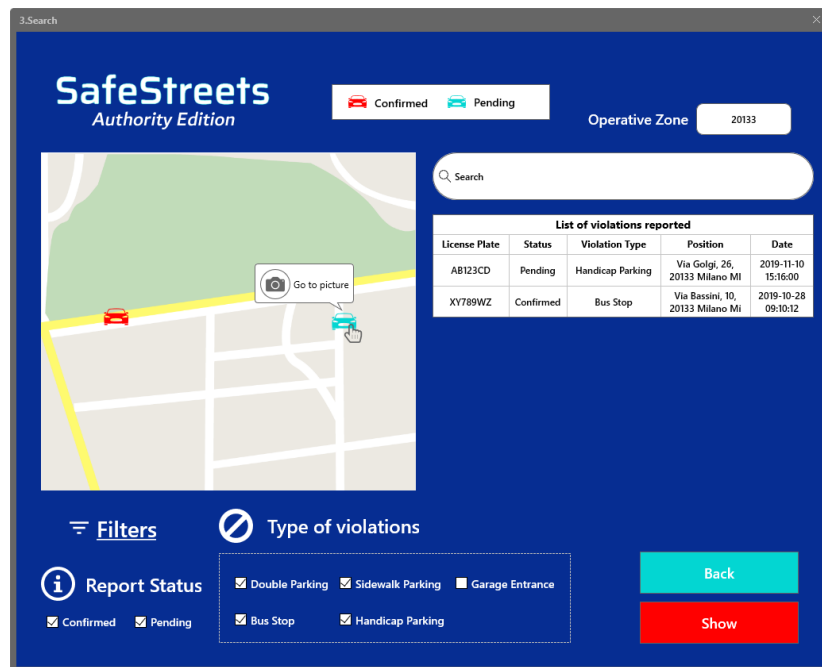 3.Search
SafeStreets
Authority Edition
Confirmed Pending
Operative Zone 20133
Search
Go to picture
List of violations reported
License Plate Status Violation Type Position Date
AB123CD Pending Handicap Parking Via Golgi, 26, 20133 Milano MI 2019-11-10 15:16:00
XY789WZ Confirmed Bus Stop Via Bassini, 10, 20133 Milano Mi 2019-10-28 09:10:12
Filters
Type of violations
Report Status
Confirmed Pending
Double Parking Sidewalk Parking Garage Entrance
Bus Stop Handicap Parking
Back
Show